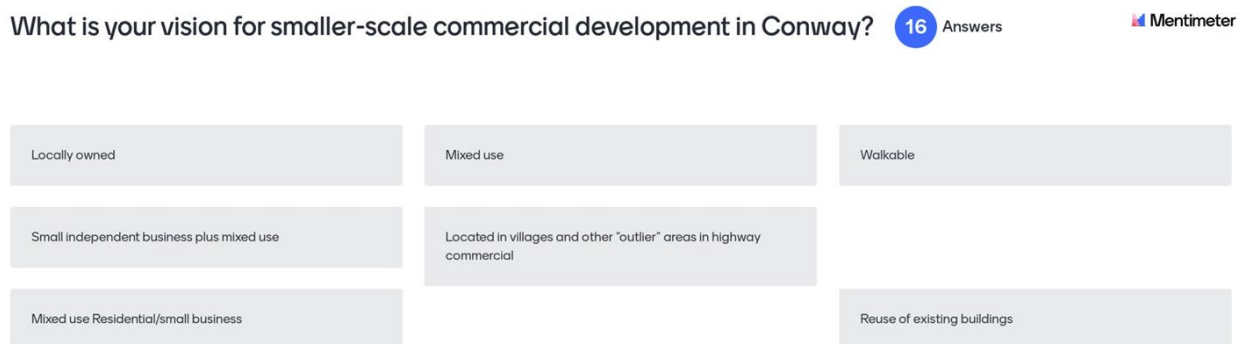 What is your vision for smaller-scale commercial development in Conway?
16 Answers
Mentimeter
Locally owned
Mixed use
Walkable
Small independent business plus mixed use
Located in villages and other "outlier" areas in highway
commercial
Mixed use Residential/small business
Reuse of existing buildings